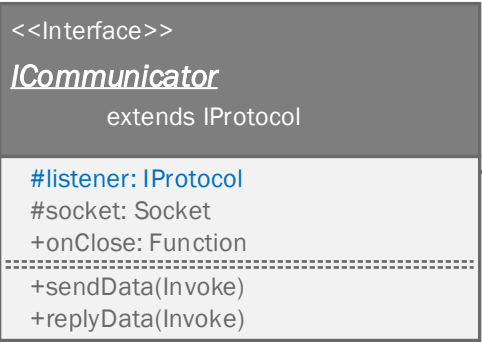 <<Interface>>
ICommunicator
extends IProtocol
#listener: IProtocol
#socket: Socket
+onClose: Function
+sendData(Invoke)
+replyData(Invoke)